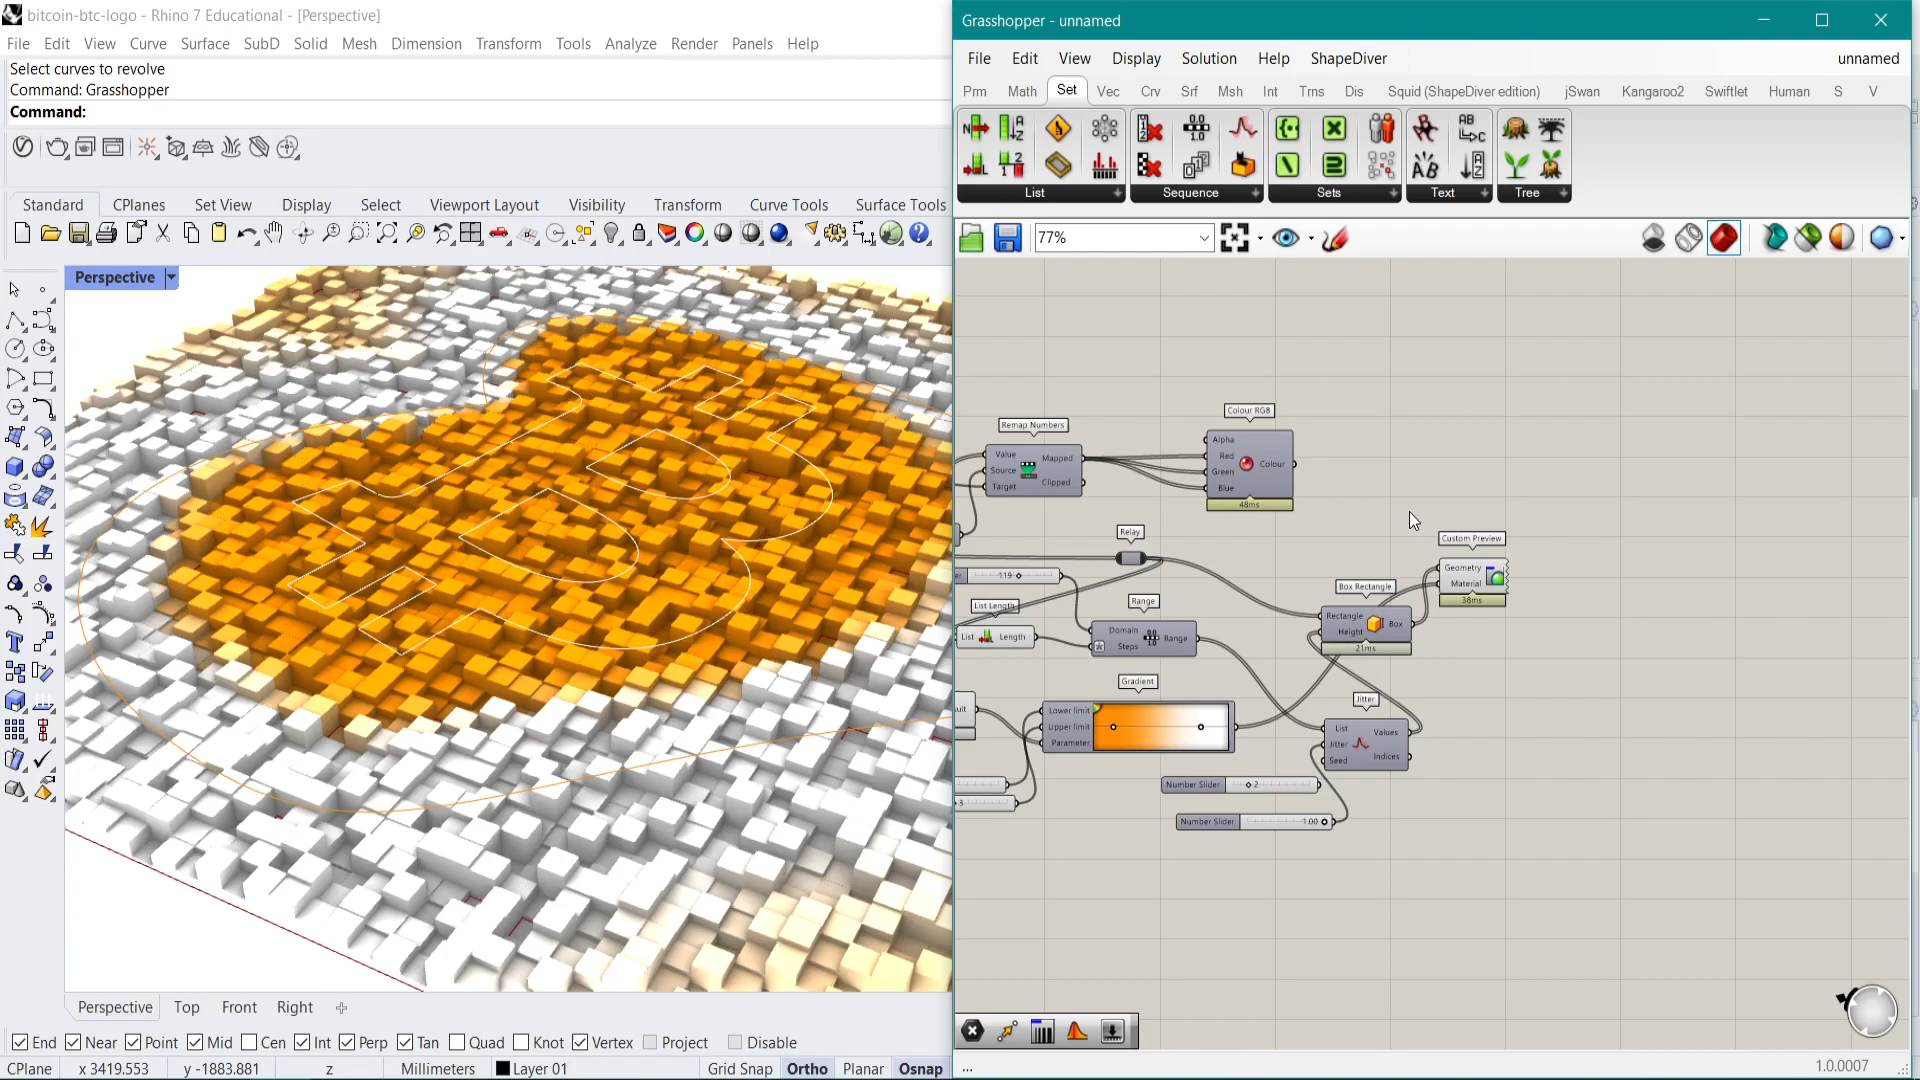 bitcoin-btc-logo - Rhino 7 Educational - [Perspective]
File Edit View Curve Surface SubD Solid Mesh Dimension Transform Tools Analyze Render Panels Help
Select curves to revolve
Command: Grasshopper
Command:
Standard CPlanes Set View Display Select Viewport Layout Visibility Transform Curve Tools Surface Tools
Perspective
Perspective Top Front Right
End Near Point Mid Cen Int Perp Tan Quad Knot Vertex Project Disable
CPlane x 3419.553 y -1883.881 z Millimeters Layer 01 Grid Snap Ortho Planar Osnap
Grasshopper - unnamed
File Edit View Display Solution Help ShapeDiver unnamed
Prm Math Set Vec Crv Srf Msh Int Trns Dis Squid (ShapeDiver edition) jSwan Kangaroo2 Swiftlet Human S V
List Sequence Sets Text Tree
77%
Colour RGB
Remap Numbers
Alpha
Red
Green
Blue
Colour
48ms
Value
Source
Target
Mapped
Clipped
Relay
Custom Preview
Geometry
Material
38ms
119
Box Rectangle
List Length
Range
Rectangle
Height
Box
21ms
List Length
Domain
Steps
Range
Gradient
Jitter
Lower limit
Upper limit
Parameter
List
Jitter
Seed
Values
Indices
Number Slider 2
3
Number Slider 1.00
...
1.0.0007